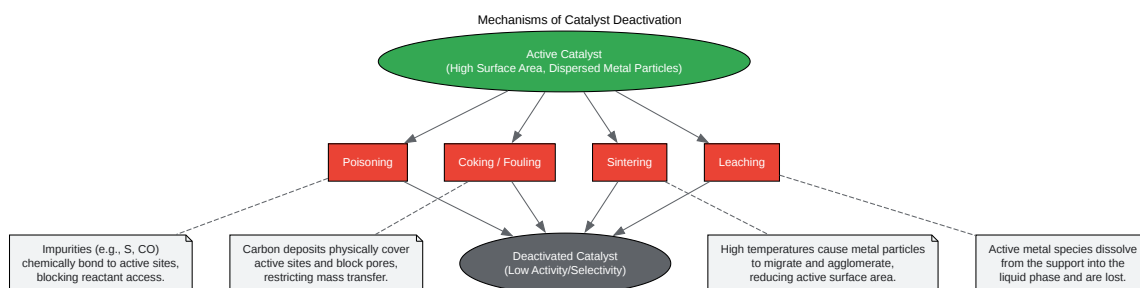 Mechanisms of Catalyst Deactivation
Active Catalyst
(High Surface Area, Dispersed Metal Particles)
Poisoning
Coking / Fouling
Sintering
Leaching
Impurities (e.g., S, CO)
chemically bond to active sites,
blocking reactant access.
Carbon deposits physically cover
active sites and block pores,
restricting mass transfer.
Deactivated Catalyst
(Low Activity/Selectivity)
High temperatures cause metal particles
to migrate and agglomerate,
reducing active surface area.
Active metal species dissolve
from the support into the
liquid phase and are lost.